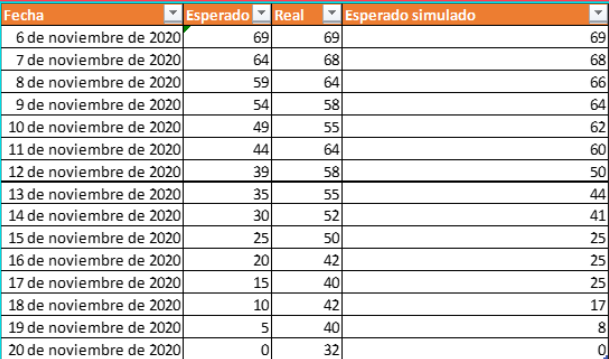 Fecha Esperado Real Esperado simulado
6 de noviembre de 2020 69 69 69
7 de noviembre de 2020 64 68 68
8 de noviembre de 2020 59 64 66
9 de noviembre de 2020 54 58 64
10 de noviembre de 2020 49 55 62
11 de noviembre de 2020 44 64 60
12 de noviembre de 2020 39 58 50
13 de noviembre de 2020 35 55 44
14 de noviembre de 2020 30 52 41
15 de noviembre de 2020 25 50 25
16 de noviembre de 2020 20 42 25
17 de noviembre de 2020 15 40 25
18 de noviembre de 2020 10 42 17
19 de noviembre de 2020 5 40 8
20 de noviembre de 2020 0 32 0